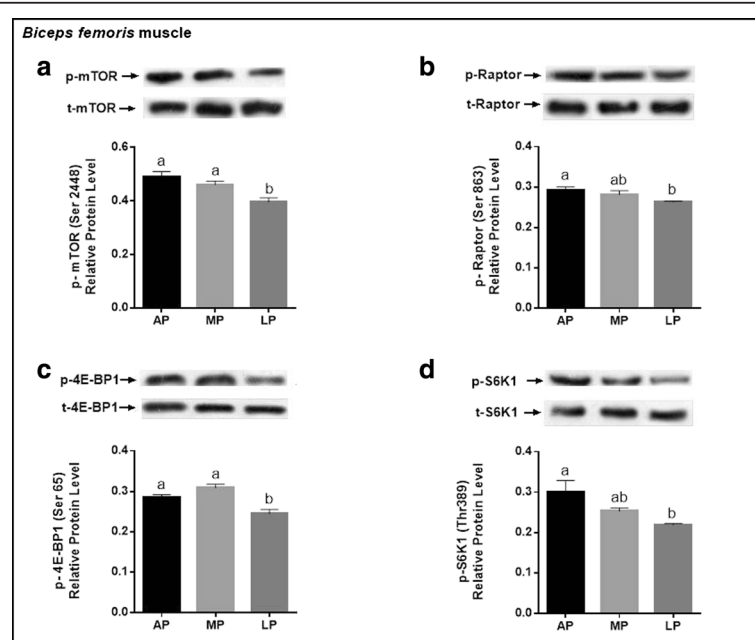 Biceps femoris muscle
a
p-mTOR
t-mTOR
p-mTOR (Ser 2448)
Relative Protein Level
0.6
0.4
0.2
0.0
a
a
b
AP MP LP
b
p-Raptor
t-Raptor
p-Raptor (Ser 863)
Relative Protein Level
0.4
0.3
0.2
0.1
0.0
a
ab
b
AP MP LP
c
p-4E-BP1
t-4E-BP1
p-4E-BP1 (Ser 65)
Relative Protein Level
0.4
0.3
0.2
0.1
0.0
a
a
b
AP MP LP
d
p-S6K1
t-S6K1
p-S6K1 (Thr389)
Relative Protein Level
0.4
0.3
0.2
0.1
0.0
a
ab
b
AP MP LP